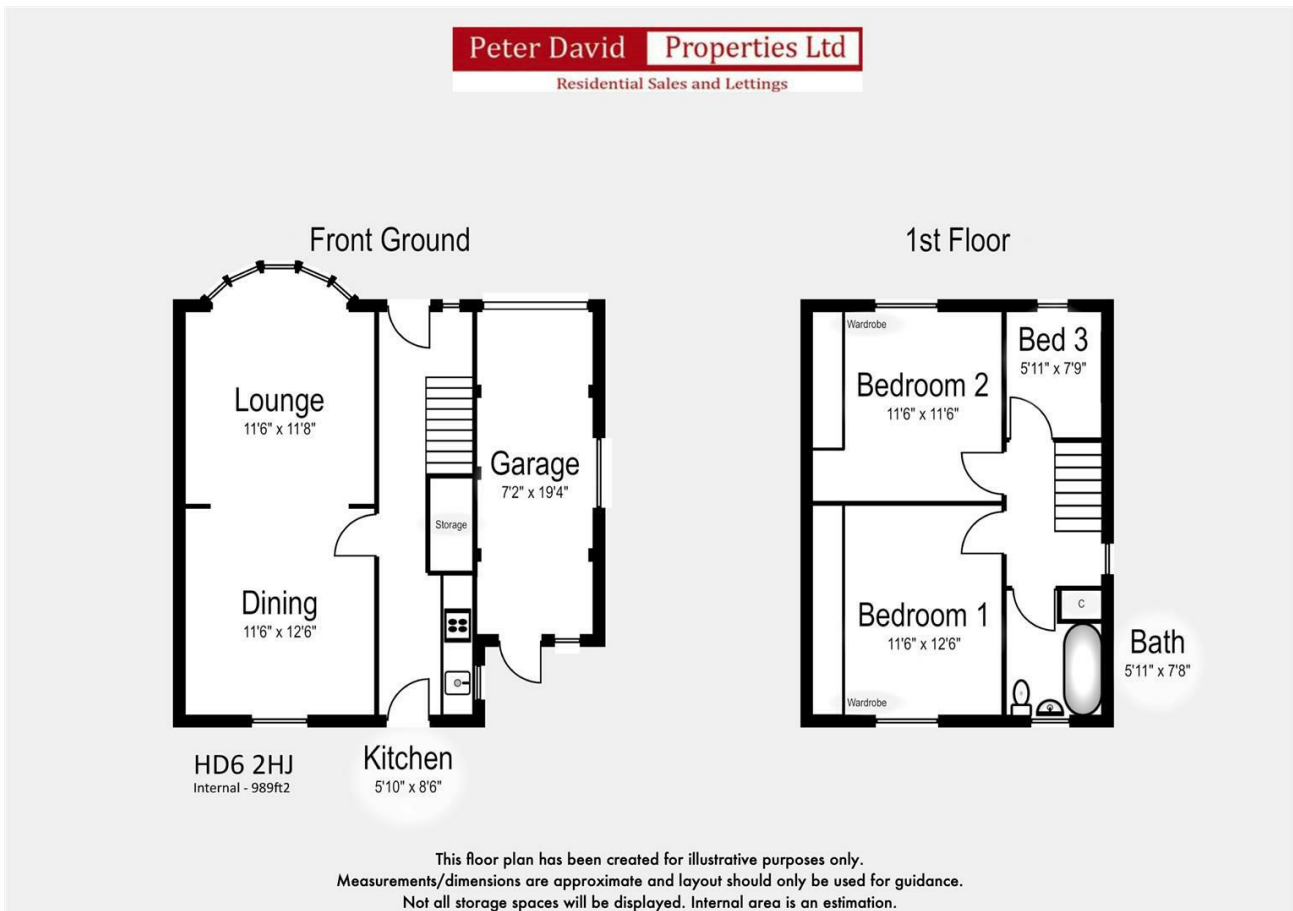 Peter David Properties Ltd
Residential Sales and Lettings
Front Ground
1st Floor
Lounge
11'6" x 11'8"
Dining
11'6" x 12'6"
Storage
Garage
7'2" x 19'4"
Kitchen
5'10" x 8'6"
HD6 2HJ
Internal - 989ft2
Wardrobe
Bedroom 2
11'6" x 11'6"
Bed 3
5'11" x 7'9"
Bedroom 1
11'6" x 12'6"
Wardrobe
C
Bath
5'11" x 7'8"
This floor plan has been created for illustrative purposes only.
Measurements/dimensions are approximate and layout should only be used for guidance.
Not all storage spaces will be displayed. Internal area is an estimation.